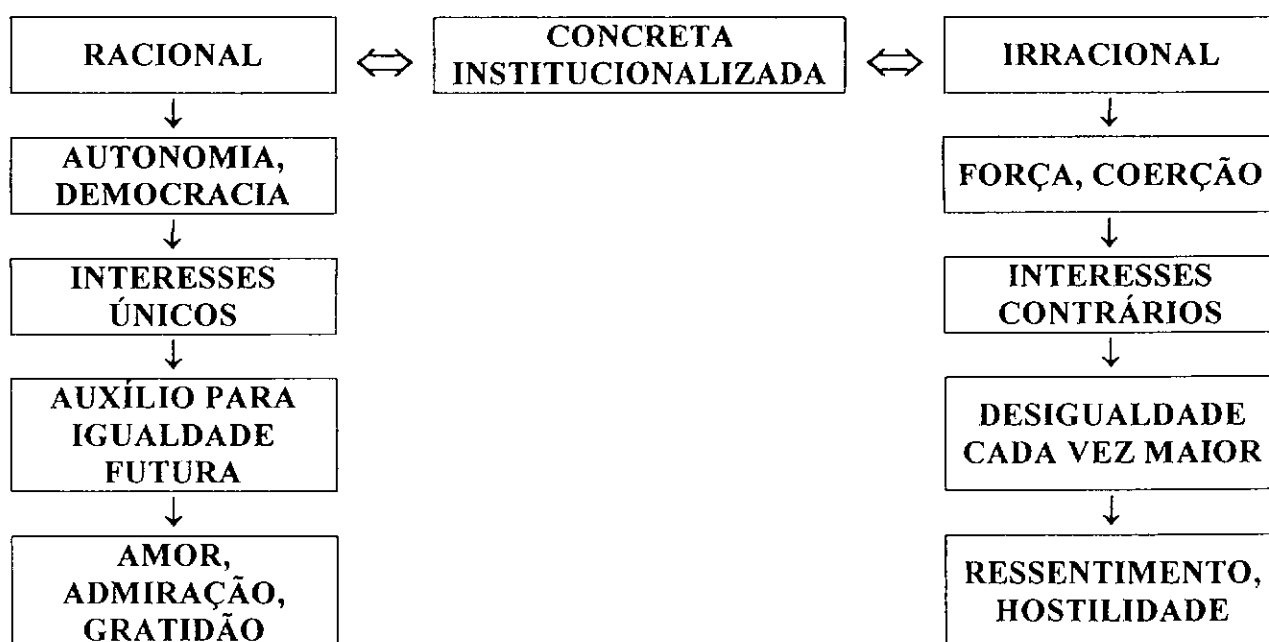 RACIONAL
CONCRETA
INSTITUCIONALIZADA
IRRACIONAL
AUTONOMIA,
DEMOCRACIA
INTERESSES
ÚNICOS
AUXÍLIO PARA
IGUALDADE
FUTURA
AMOR,
ADMIRAÇÃO,
GRATIDÃO
FORÇA, COERÇÃO
INTERESSES
CONTRÁRIOS
DESIGUALDADE
CADA VEZ MAIOR
RESSENTIMENTO,
HOSTILIDADE